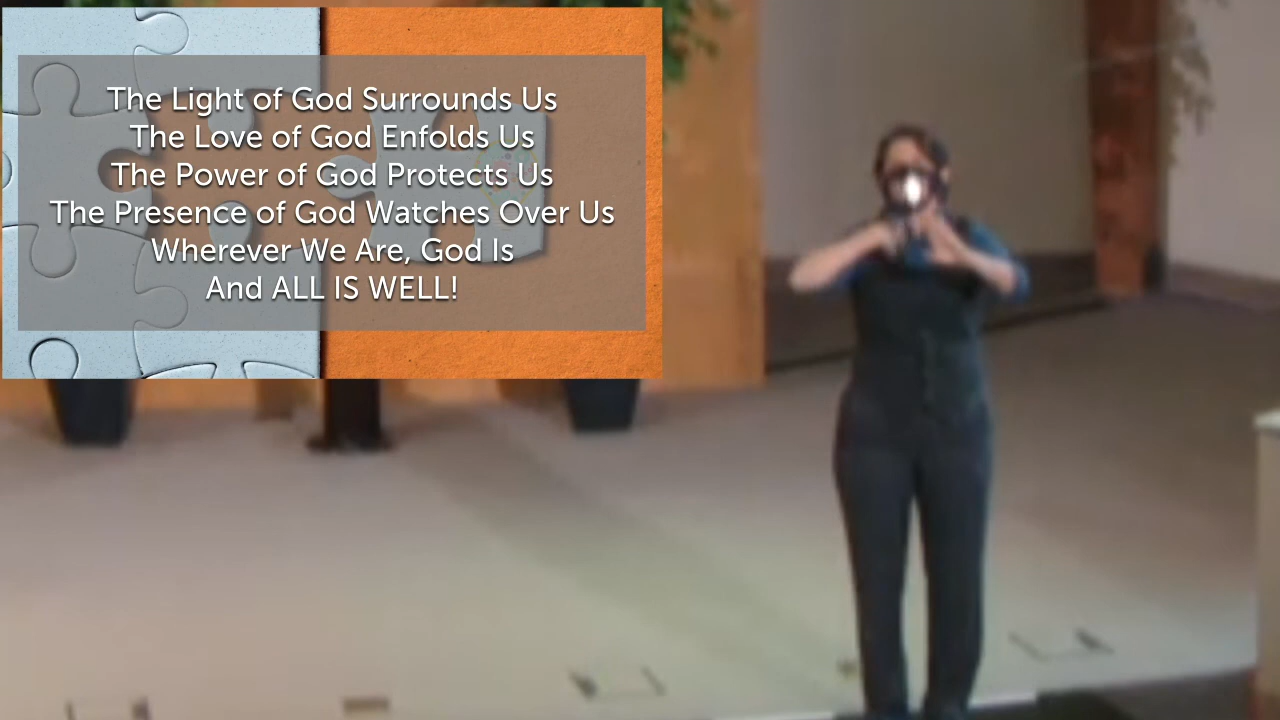 The Light of God Surrounds Us
The Love of God Enfolds Us
The Power of God Protects Us
The Presence of God Watches Over Us
Wherever We Are, God Is
And ALL IS WELL!